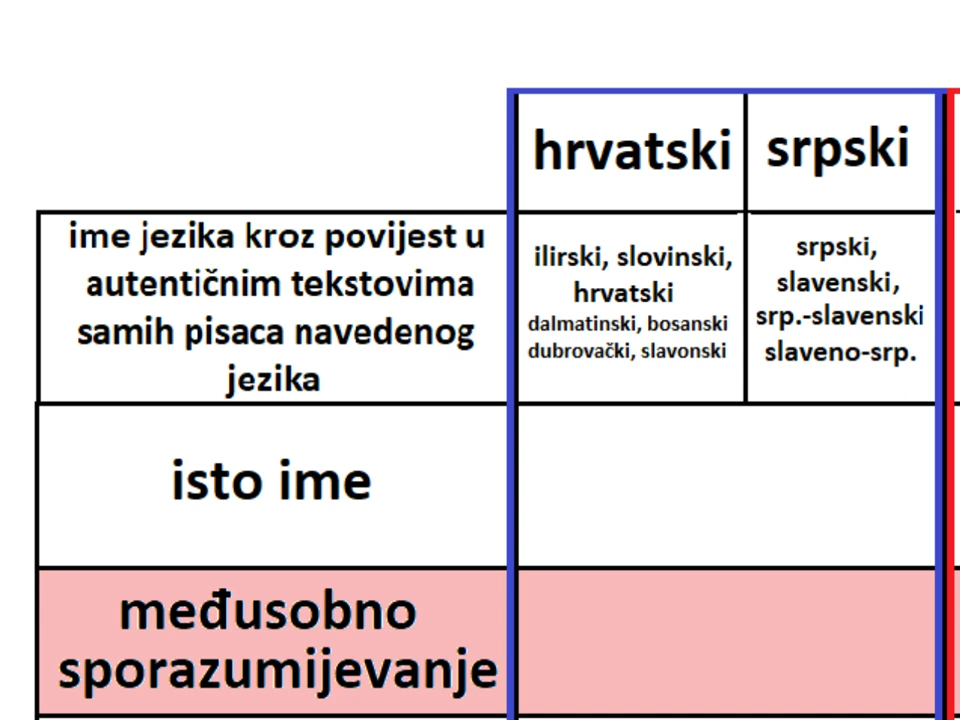 hrvatski
srpski
ime jezika kroz povijest u
autentičnim tekstovima
samih pisaca navedenog
jezika
ilirski, slovinski,
hrvatski
dalmatinski, bosanski
dubrovački, slavonski
srpski,
slavenski,
srp.-slavenski
slaveno-srp.
isto ime
međusobno
sporazumijevanje